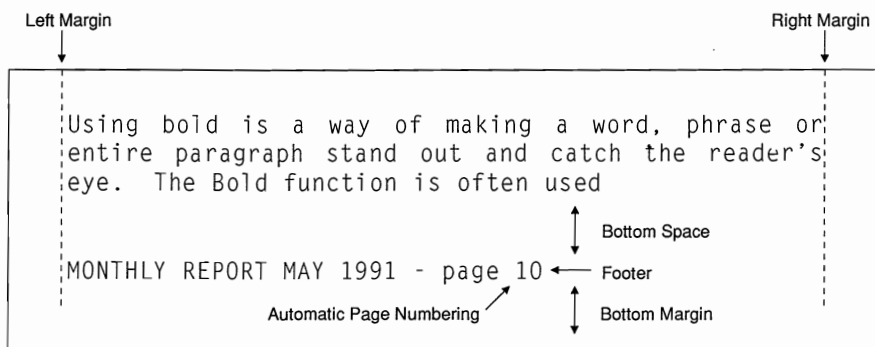 Left Margin Right Margin
Using bold is a way of making a word, phrase or
entire paragraph stand out and catch the reader's
eye. The Bold function is often used
Bottom Space
MONTHLY REPORT MAY 1991 - page 10 Footer
Automatic Page Numbering Bottom Margin